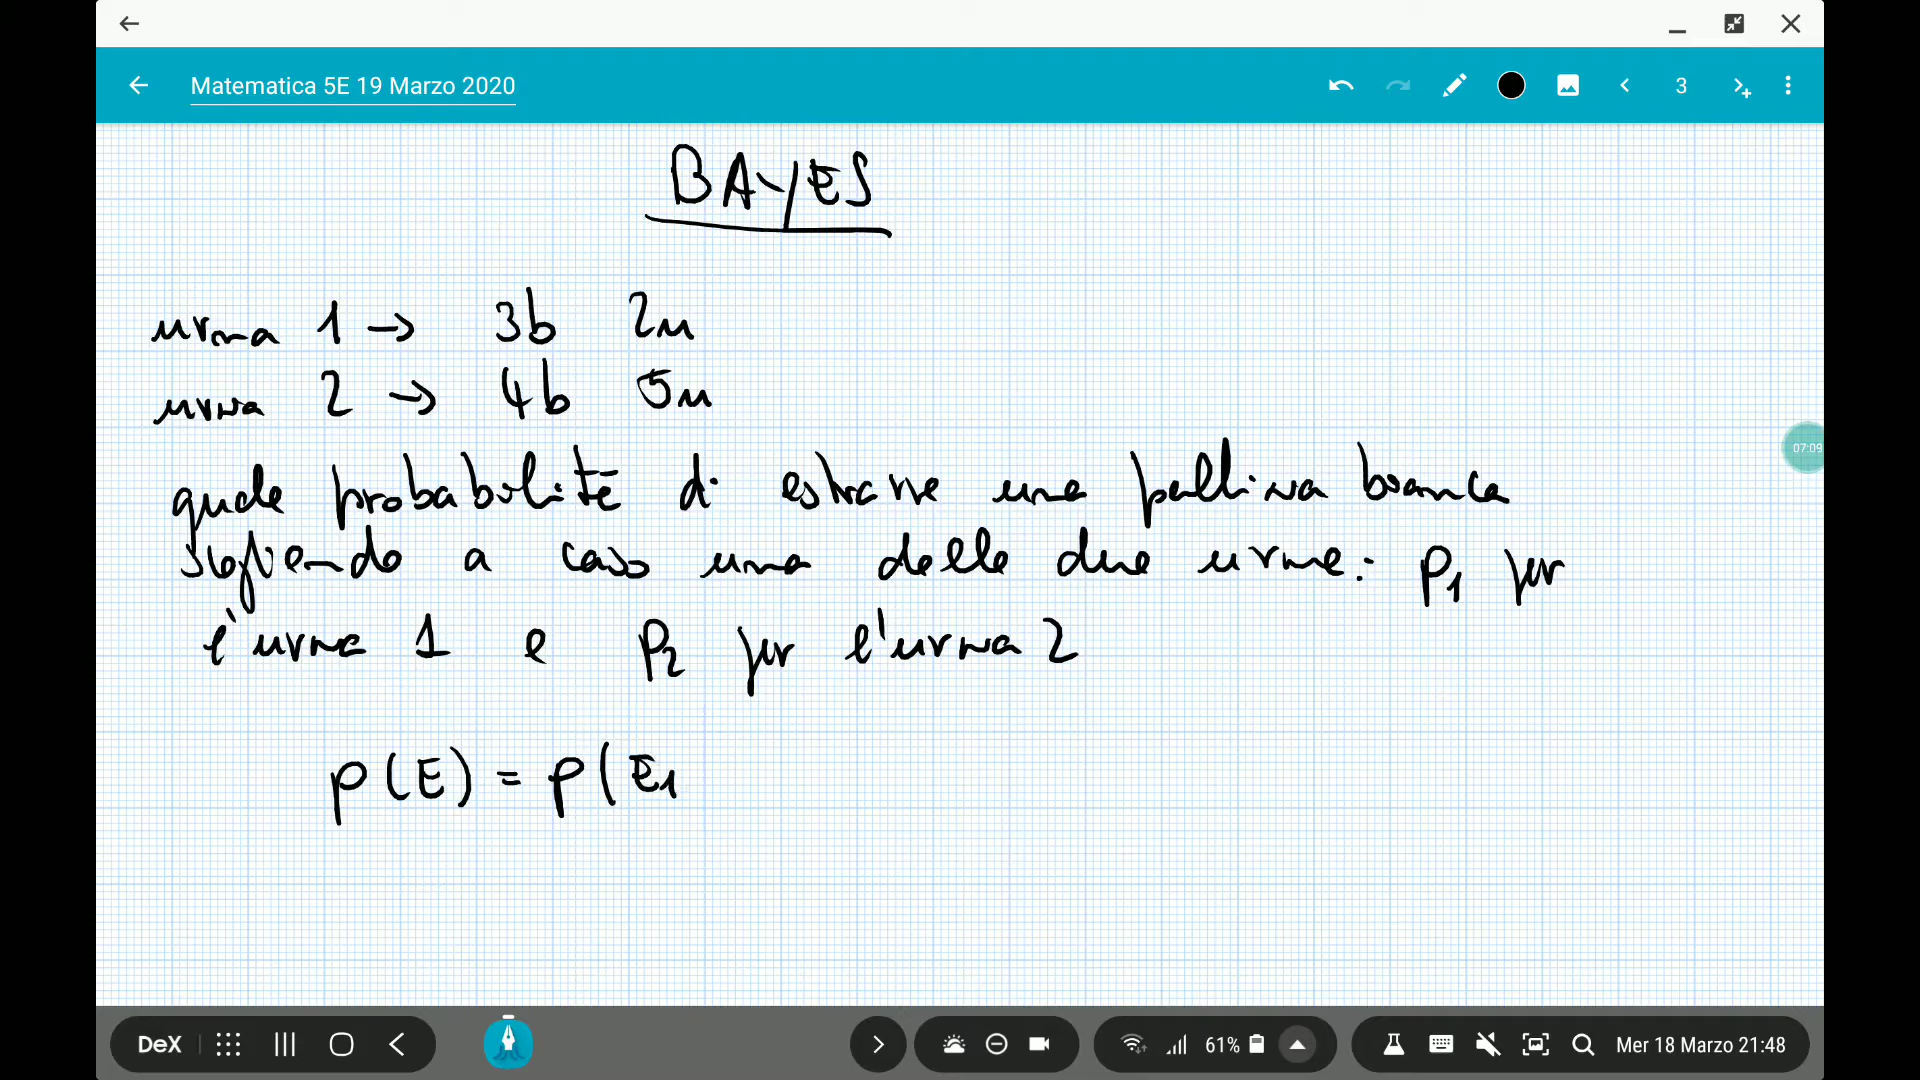 Matematica 5E 19 Marzo 2020
3
BAYES
urna 1 → 3b 2n
urna 2 → 4b 5n
07:09
quale probabilità di estrarre una pallina bianca
scegliendo a caso una delle due urne: p1 per
l'urna 1 e p2 per l'urna 2
p(E) = p(E1
DeX
61%
Mer 18 Marzo 21:48